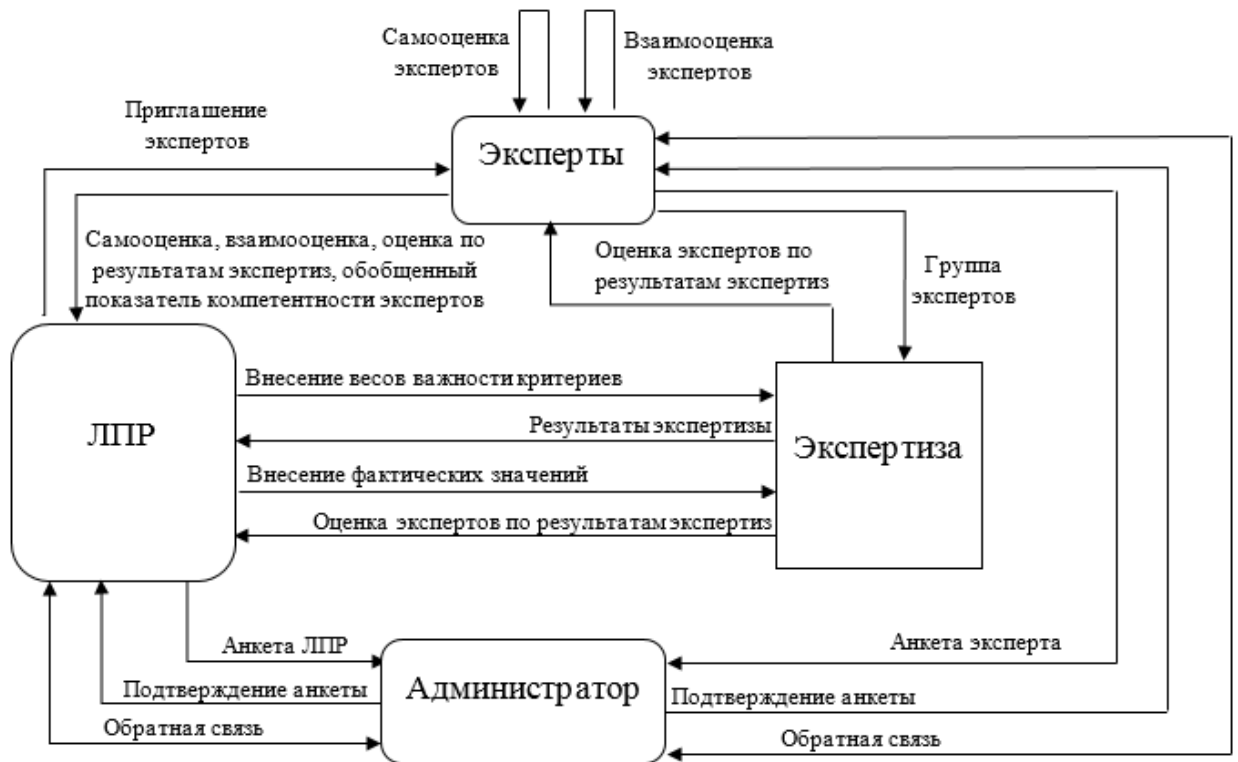 Самооценка
экспертов
Взаимооценка
экспертов
Приглашение
экспертов
Эксперты
Самооценка, взаимооценка, оценка по
результатам экспертиз, обобщенный
показатель компетентности экспертов
Оценка экспертов по
результатам экспертиз
Группа
экспертов
ЛПР
Внесение весов важности критериев
Результаты экспертизы
Внесение фактических значений
Оценка экспертов по результатам экспертиз
Экспертиза
Анкета ЛПР
Подтверждение анкеты
Обратная связь
Администратор
Анкета эксперта
Подтверждение анкеты
Обратная связь